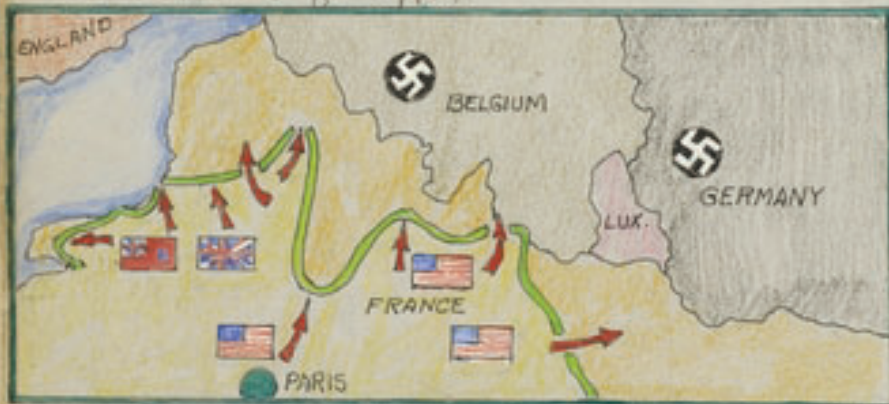 ENGLAND
BELGIUM
GERMANY
LUX.
FRANCE
PARIS